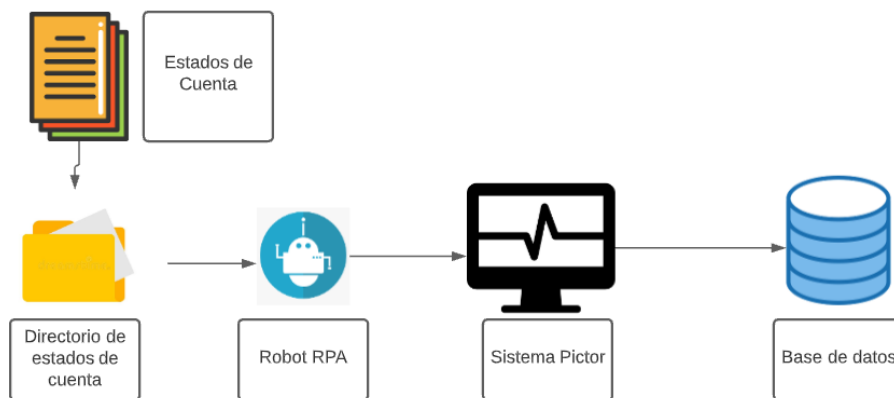 Estados de
Cuenta
Directorio de
estados de
cuenta
Robot RPA
Sistema Pictor
Base de datos